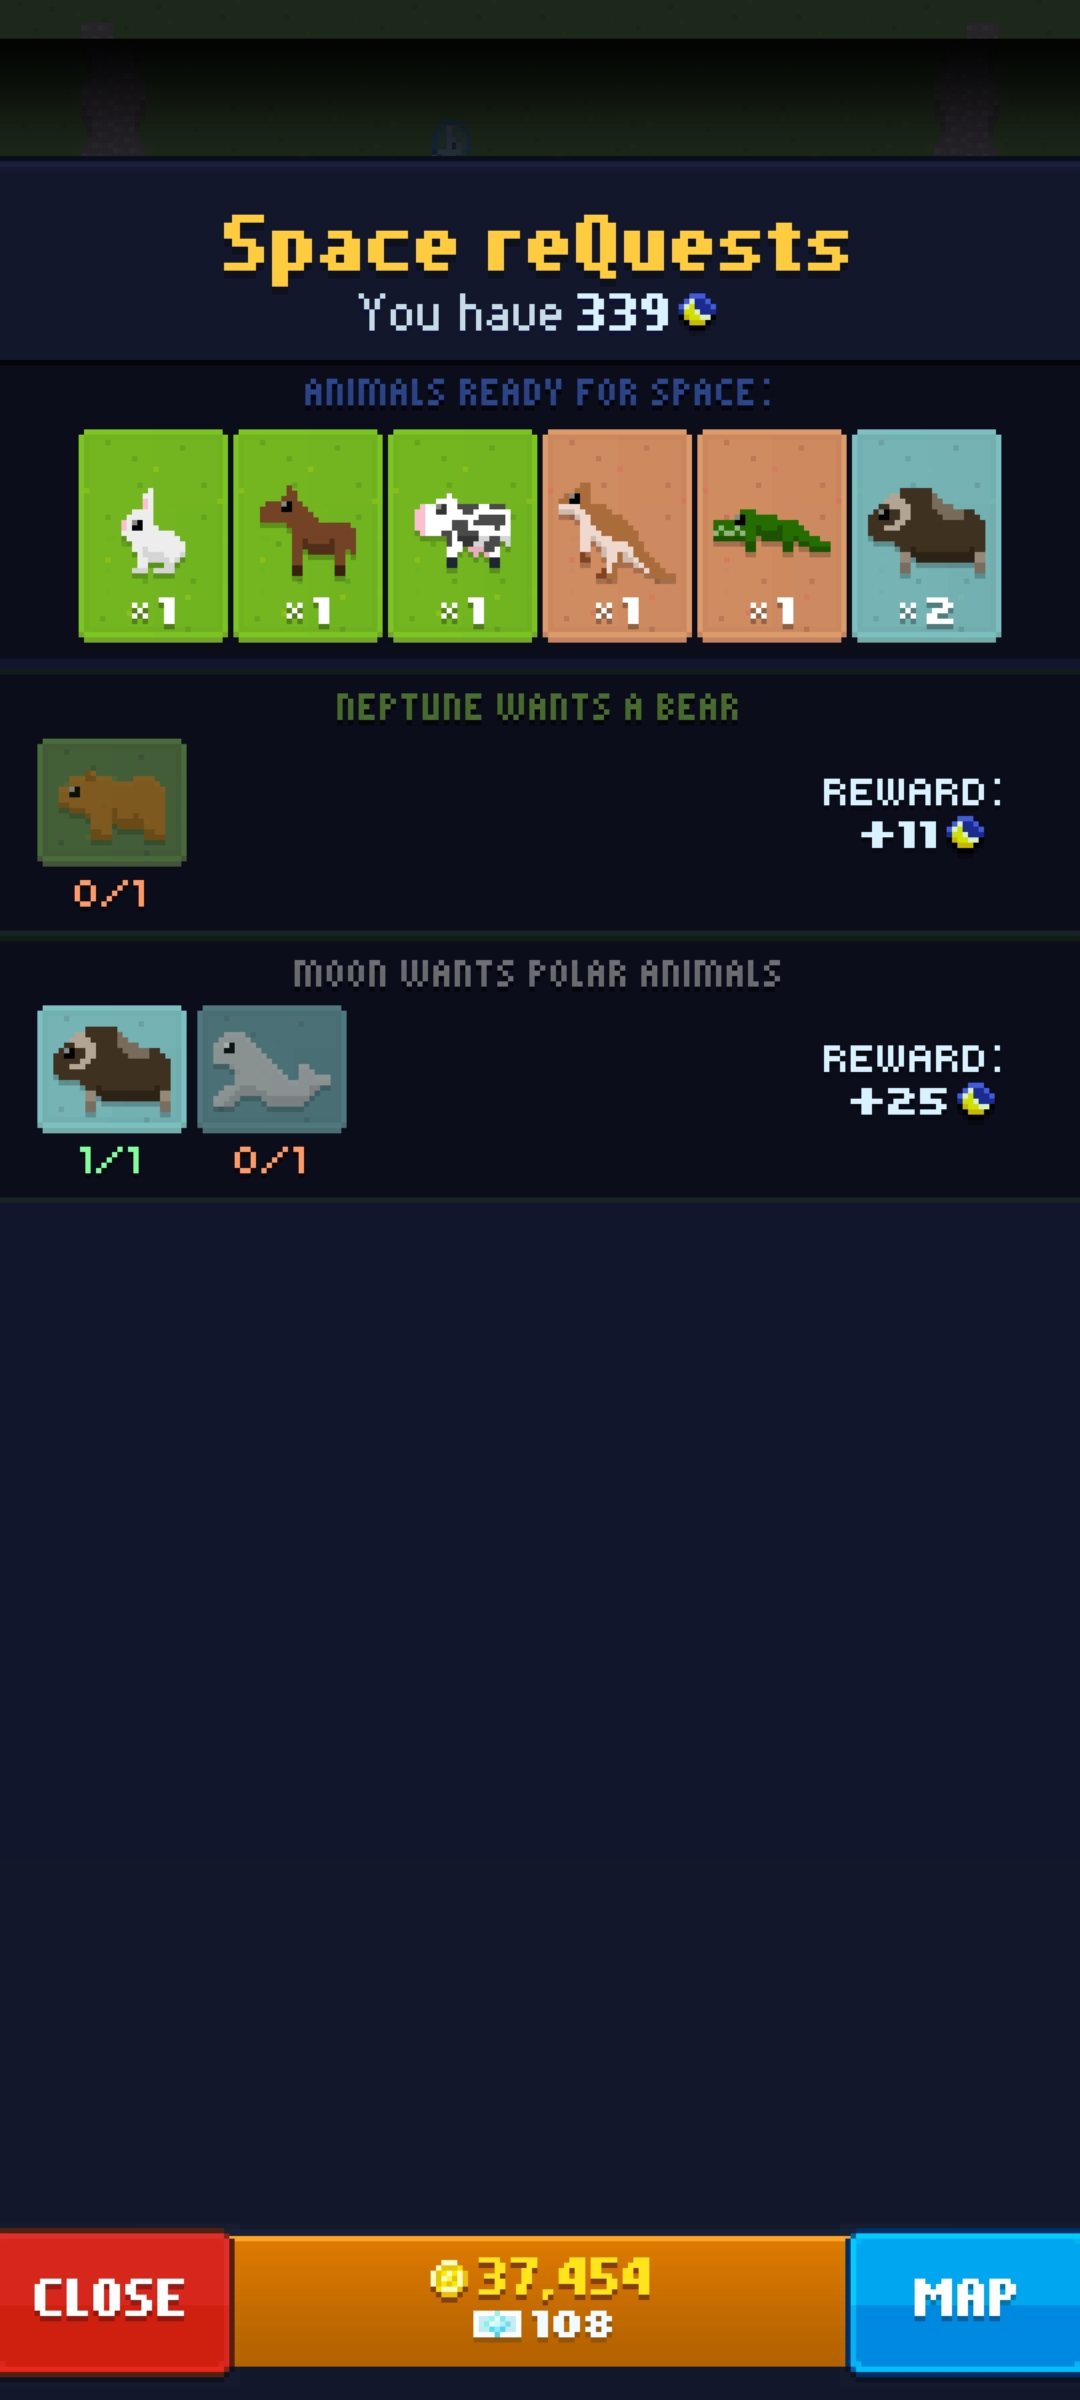 Space reQuests
You have 339
ANIMALS READY FOR SPACE:
×1 ×1 ×1 ×1 ×1 ×2
NEPTUNE WANTS A BEAR
REWARD:
+11
0/1
MOON WANTS POLAR ANIMALS
REWARD:
+25
1/1 0/1
CLOSE
37,454
108
MAP